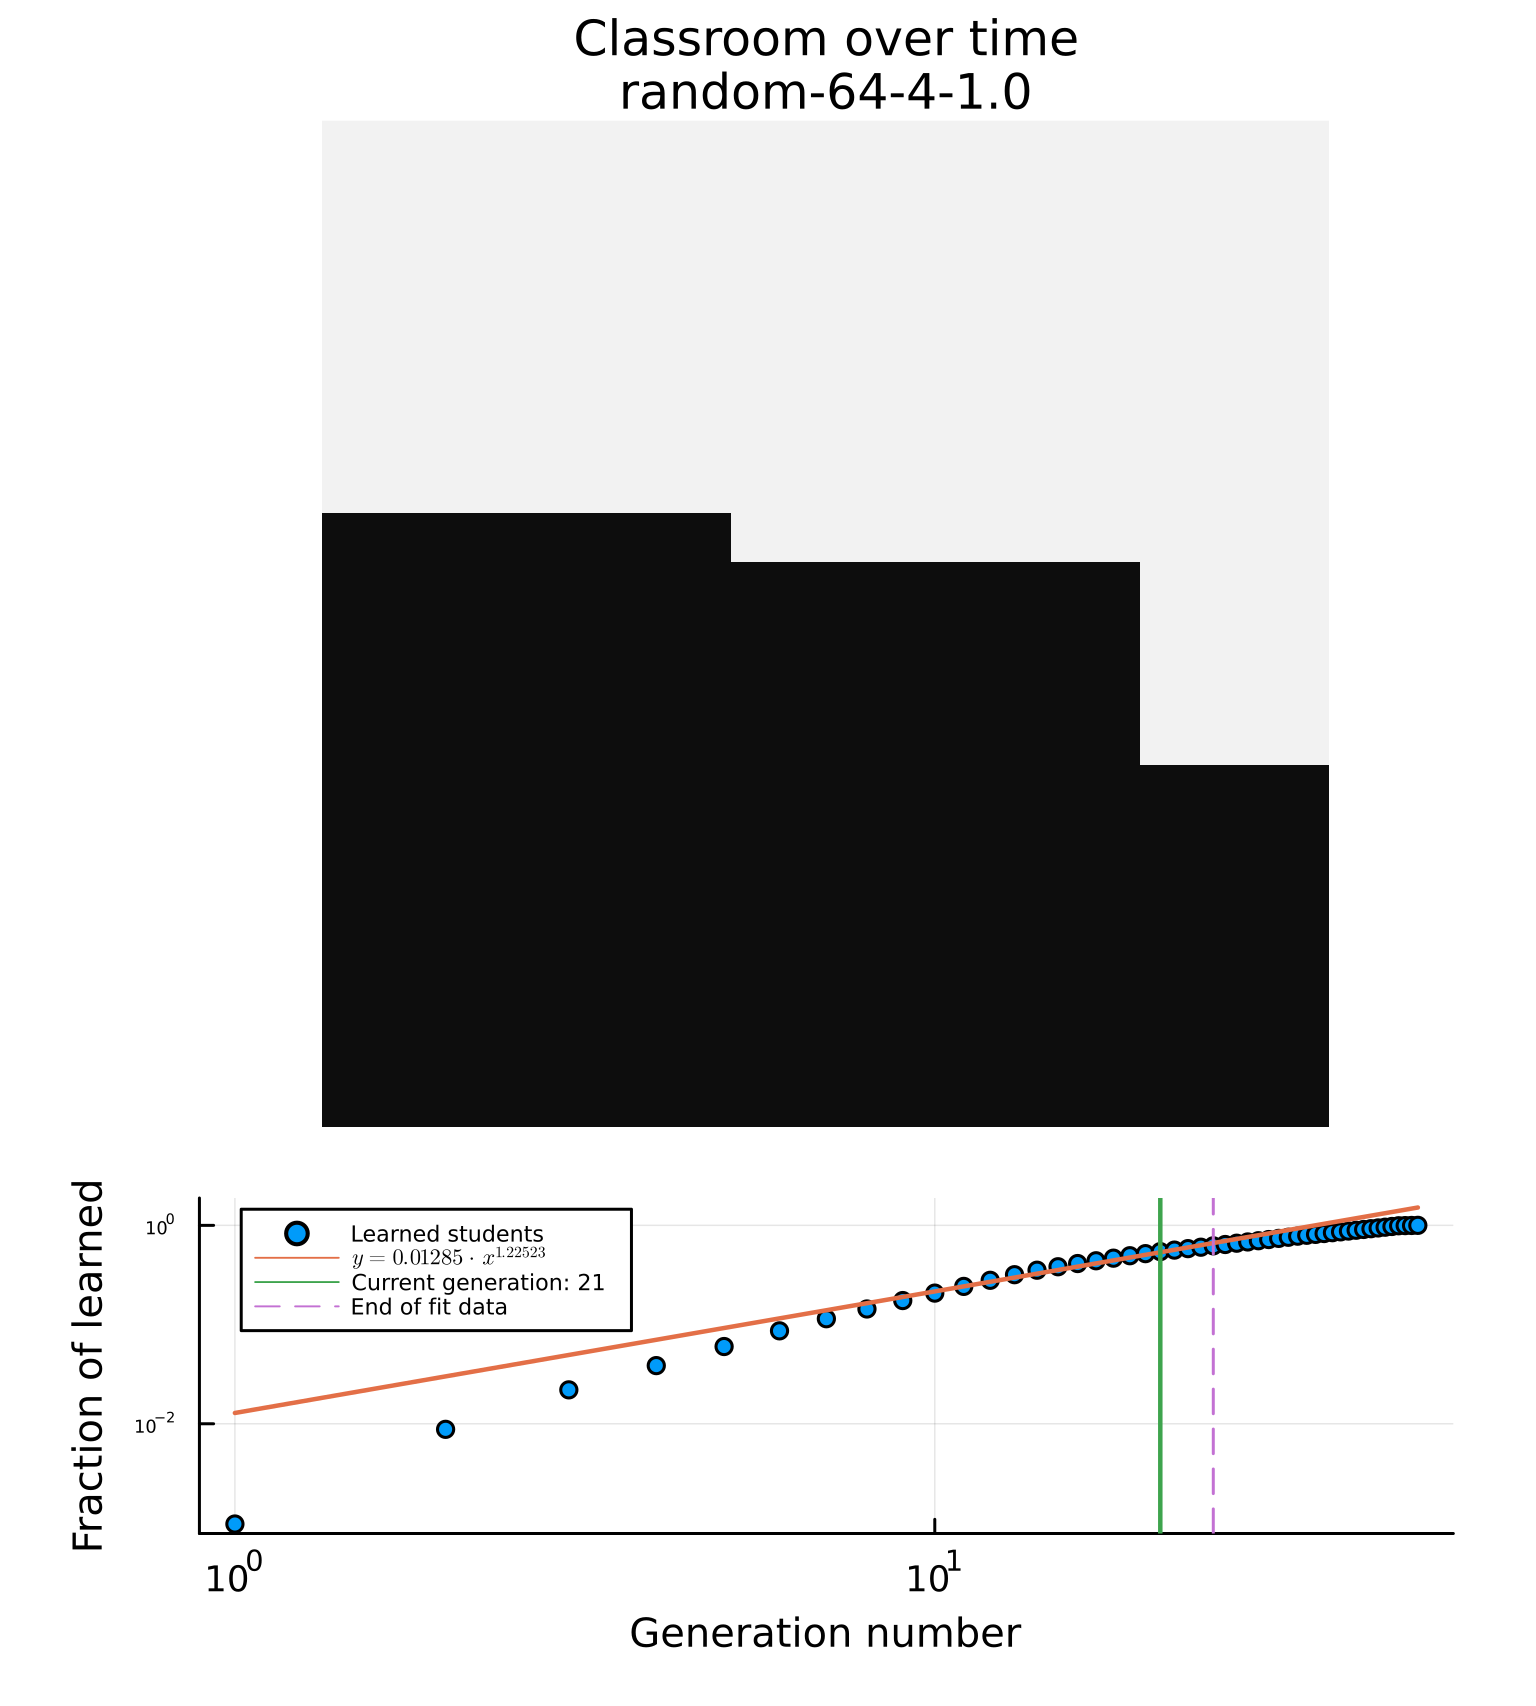 Classroom over time
random-64-4-1.0
Fraction of learned
10⁰
10⁻²
Learned students
y = 0.01285 · x^1.22523
Current generation: 21
End of fit data
10⁰
10¹
Generation number